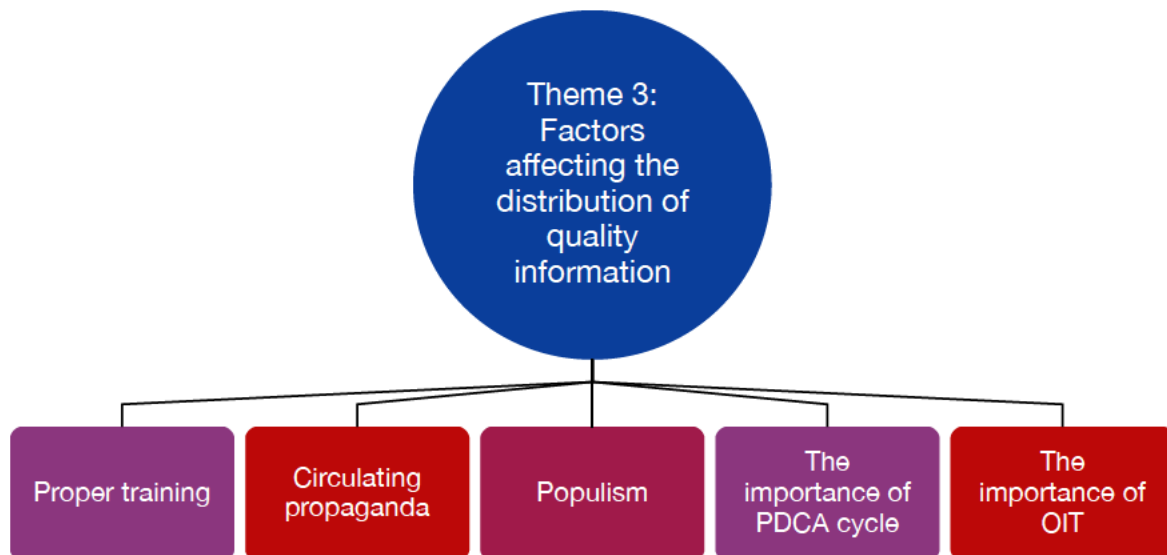 Theme 3:
Factors
affecting the
distribution of
quality
information
Proper training
Circulating
propaganda
Populism
The
importance of
PDCA cycle
The
importance of
OIT